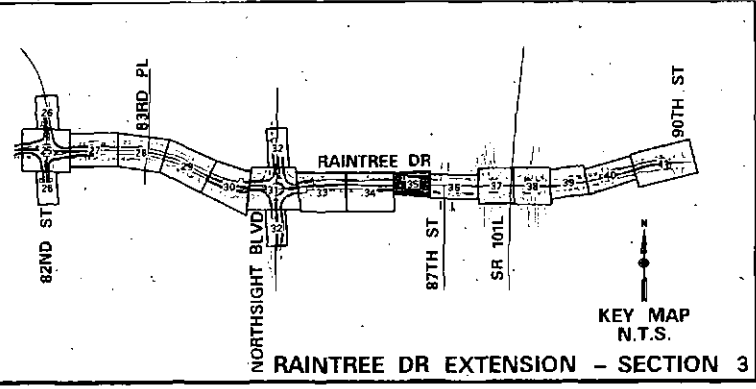 83RD PL
90TH ST
26
32
RAINTREE DR
25
27
28
29
30
31
33
34
35
36
37
38
39
40
41
26
32
82ND ST
NORTHSIGHT BLVD
87TH ST
SR 101L
N
KEY MAP
N.T.S.
RAINTREE DR EXTENSION - SECTION 3